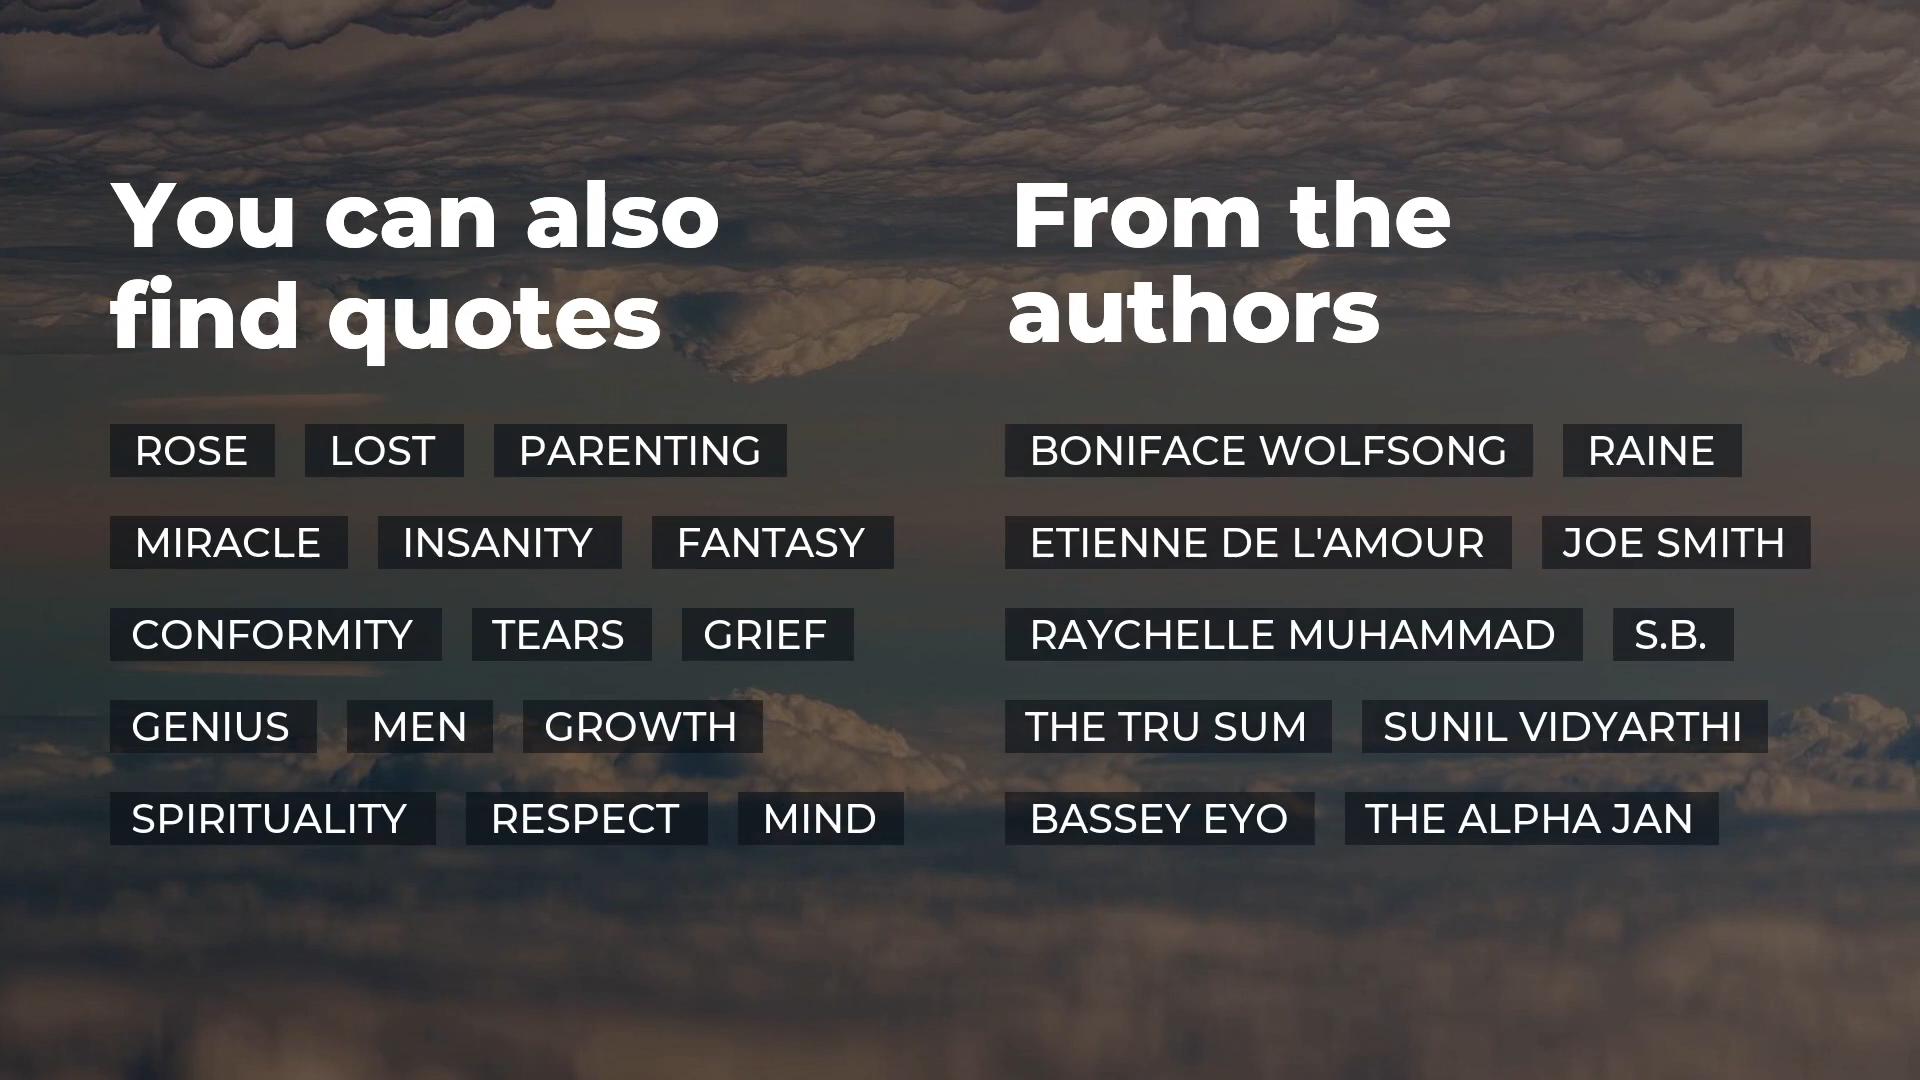 You can also
find quotes
ROSE LOST PARENTING
MIRACLE INSANITY FANTASY
CONFORMITY TEARS GRIEF
GENIUS MEN GROWTH
SPIRITUALITY RESPECT MIND
From the
authors
BONIFACE WOLFSONG RAINE
ETIENNE DE L'AMOUR JOE SMITH
RAYCHELLE MUHAMMAD S.B.
THE TRU SUM SUNIL VIDYARTHI
BASSEY EYO THE ALPHA JAN